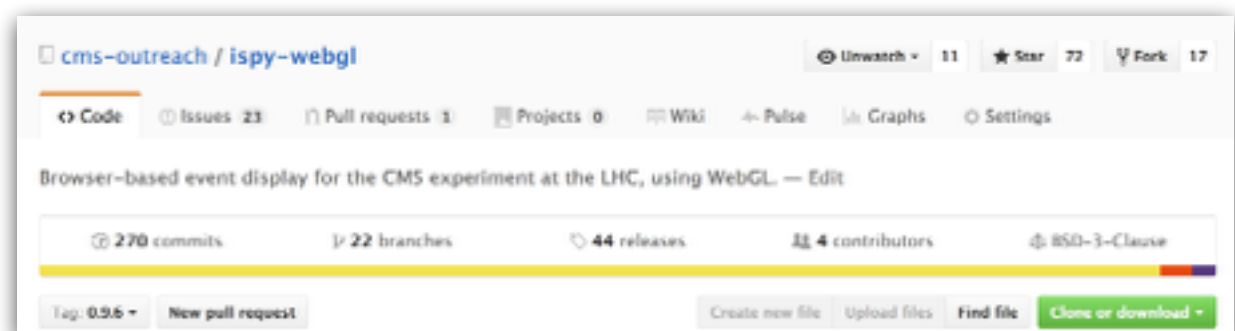 cms-outreach / ispy-webgl Unwatch 11 Star 72 Fork 17
Code Issues 23 Pull requests 1 Projects 0 Wiki Pulse Graphs Settings
Browser-based event display for the CMS experiment at the LHC, using WebGL. — Edit
270 commits 22 branches 44 releases 4 contributors BSD-3-Clause
Tag: 0.9.6 New pull request Create new file Upload files Find file Clone or download